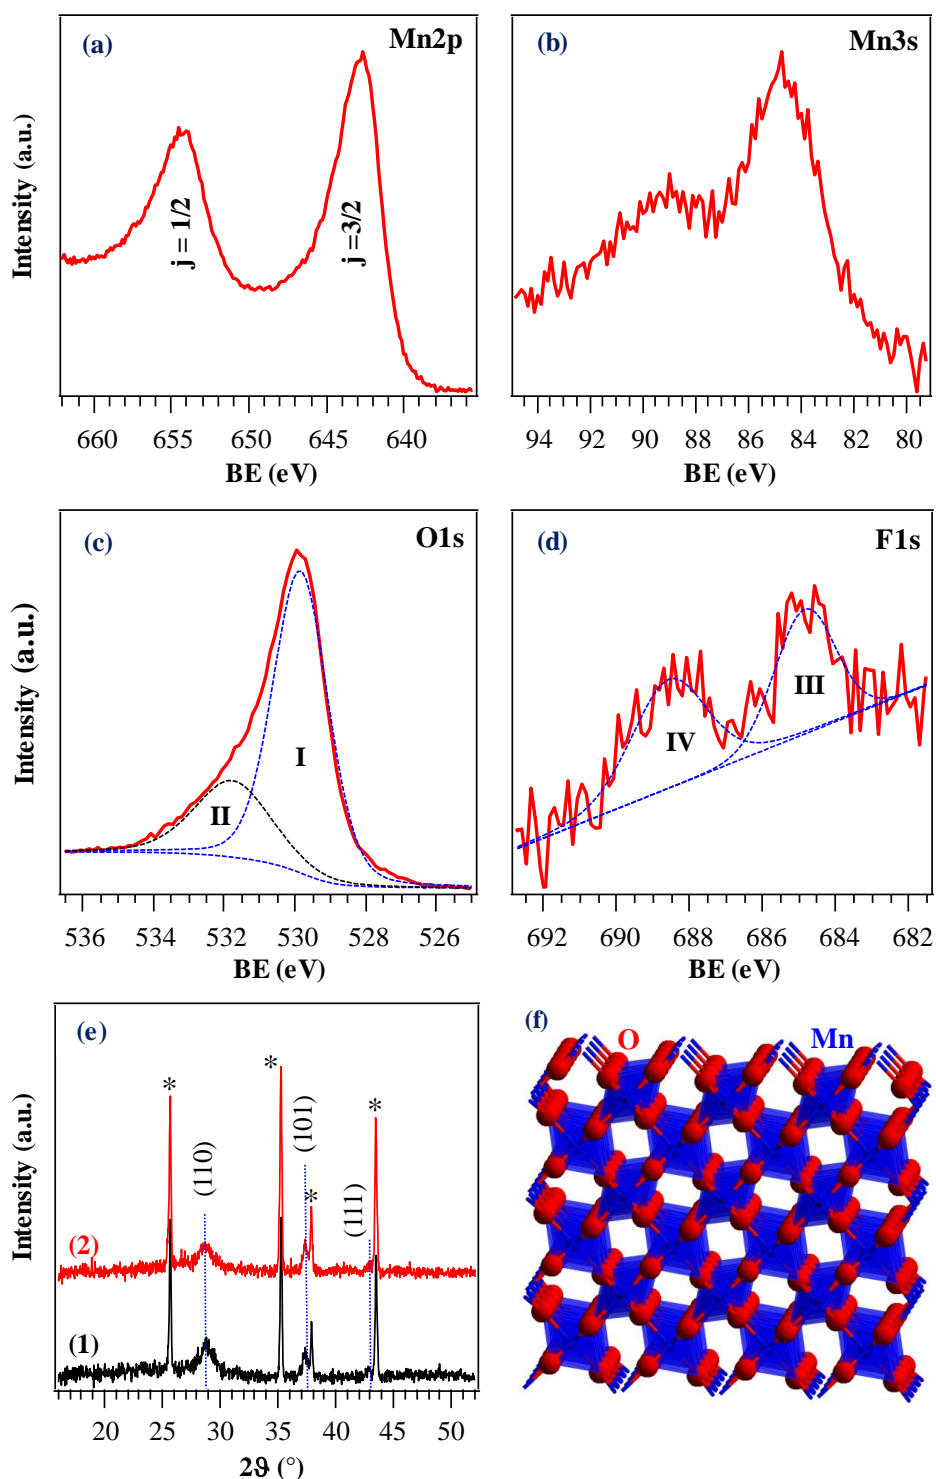 (a)
Mn2p
Intensity (a.u.)
j = 1/2
j =3/2
660 655 650 645 640
BE (eV)
(b)
Mn3s
94 92 90 88 86 84 82 80
BE (eV)
(c)
O1s
Intensity (a.u.)
I
II
536 534 532 530 528 526
BE (eV)
(d)
F1s
III
IV
692 690 688 686 684 682
BE (eV)
(e)
Intensity (a.u.)
* (110) * (101) * (111) *
(2)
(1)
20 25 30 35 40 45 50
2ϑ (°)
(f)
O Mn